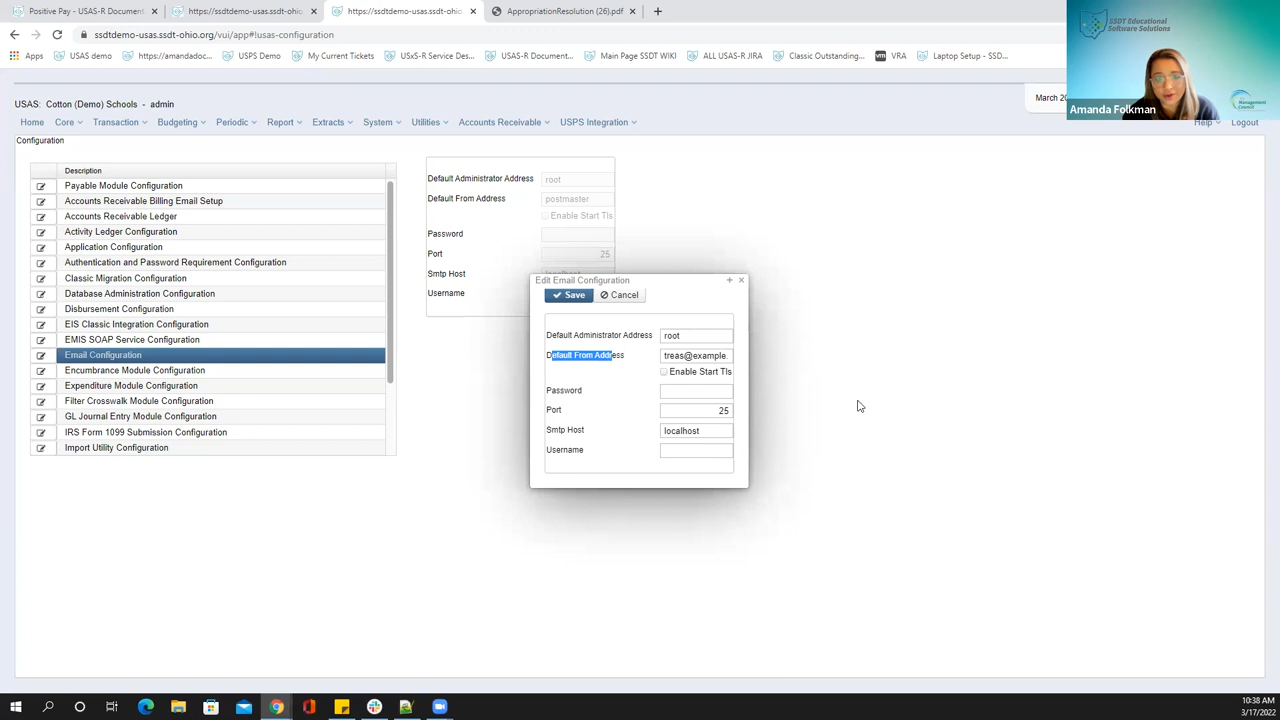 Positive Pay - USAS-R Document
https://ssdtdemo-usas.ssdt-ohio
https://ssdtdemo-usas.ssdt-ohio
AppropriationResolution (26).pdf
ssdtdemo-usas.ssdt-ohio.org/vui/app#!usas-configuration
Apps
USAS demo
https://amandadoc...
USPS Demo
My Current Tickets
USxS-R Service Des...
USAS-R Document...
Main Page SSDT WIKI
ALL USAS-R JIRA
Classic Outstanding...
vm VRA
Laptop Setup - SSD...
SSDT Educational
Software Solutions
Management
Council
Amanda Folkman
USAS: Cotton (Demo) Schools - admin
March 20
Home Core Transaction Budgeting Periodic Report Extracts System Utilities Accounts Receivable USPS Integration Help Logout
Configuration
Description
Payable Module Configuration
Accounts Receivable Billing Email Setup
Accounts Receivable Ledger
Activity Ledger Configuration
Application Configuration
Authentication and Password Requirement Configuration
Classic Migration Configuration
Database Administration Configuration
Disbursement Configuration
EIS Classic Integration Configuration
EMIS SOAP Service Configuration
Email Configuration
Encumbrance Module Configuration
Expenditure Module Configuration
Filter Crosswalk Module Configuration
GL Journal Entry Module Configuration
IRS Form 1099 Submission Configuration
Import Utility Configuration
Default Administrator Address root
Default From Address postmaster
Enable Start Tls
Password
Port 25
Smtp Host localhost
Username
Edit Email Configuration
Save Cancel
Default Administrator Address root
Default From Address treas@example.
Enable Start Tls
Password
Port 25
Smtp Host localhost
Username
10:38 AM
3/17/2022